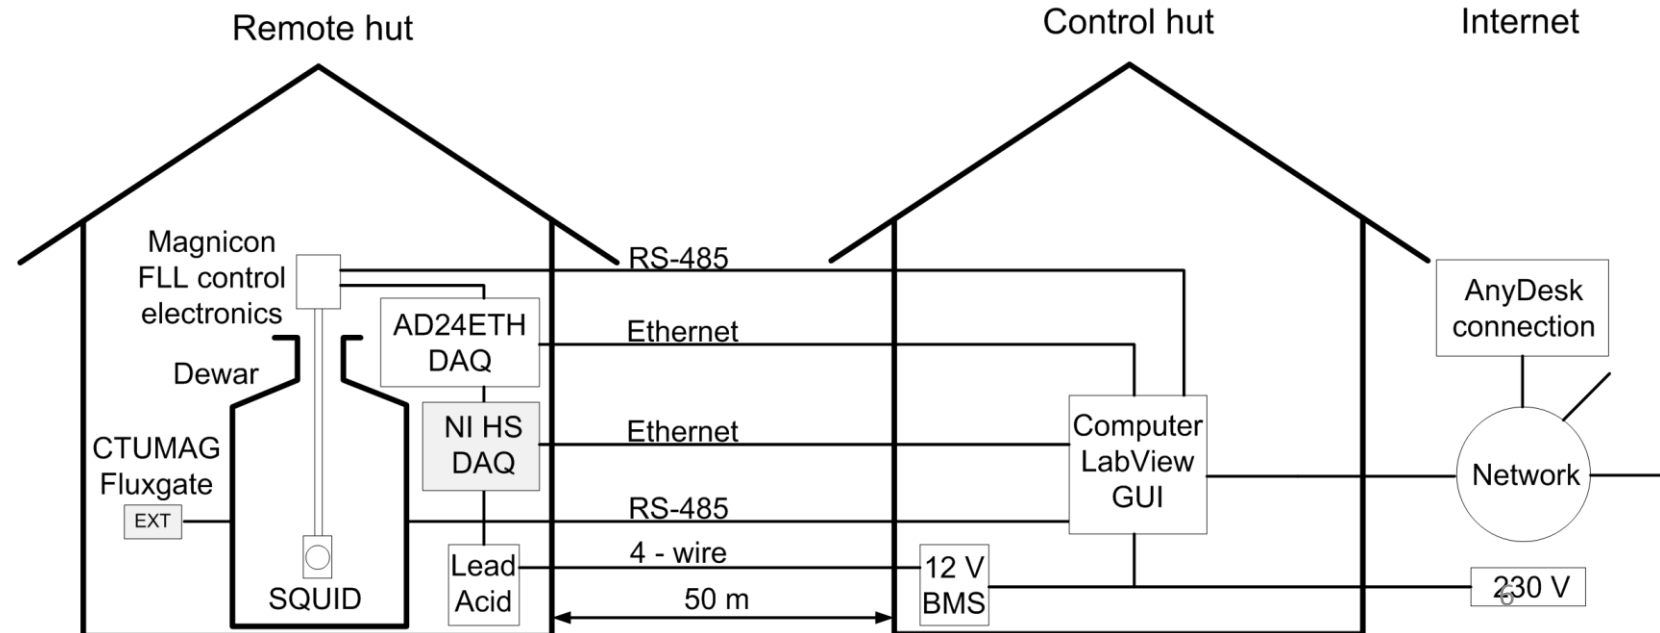 Remote hut
Control hut
Internet
Magnicon
FLL control
electronics
Dewar
CTUMAG
Fluxgate
EXT
SQUID
AD24ETH
DAQ
NI HS
DAQ
Lead
Acid
RS-485
Ethernet
Ethernet
RS-485
4 - wire
50 m
Computer
LabView
GUI
12 V
BMS
AnyDesk
connection
Network
230 V
6